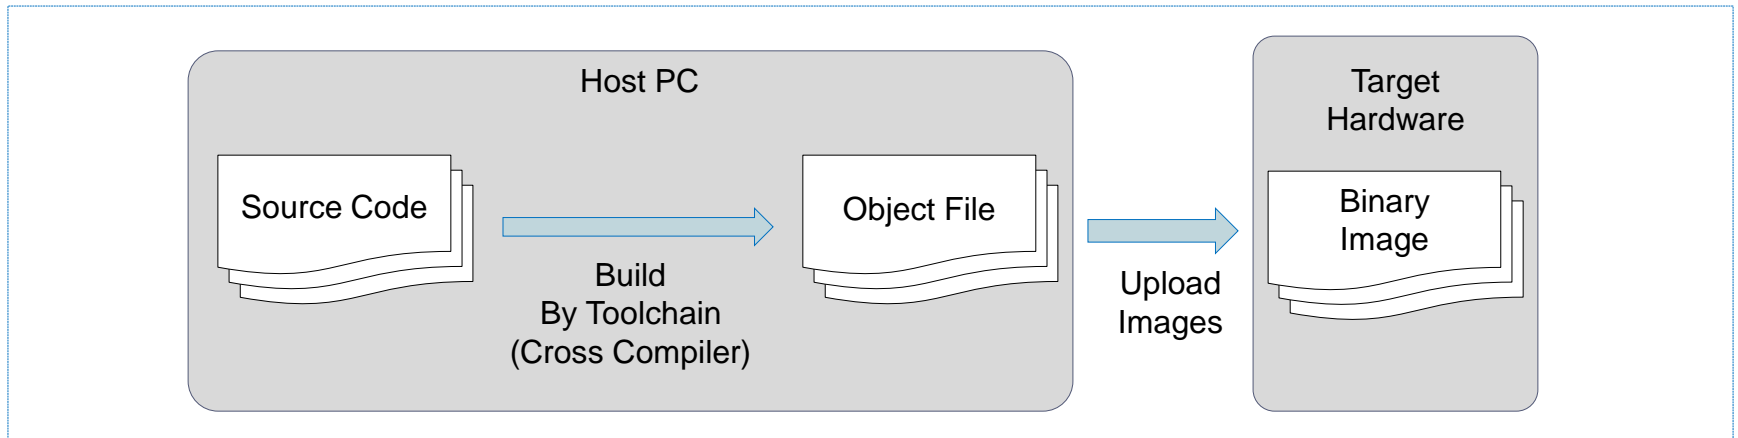 Host PC
Source Code
Build
By Toolchain
(Cross Compiler)
Object File
Upload
Images
Target
Hardware
Binary
Image